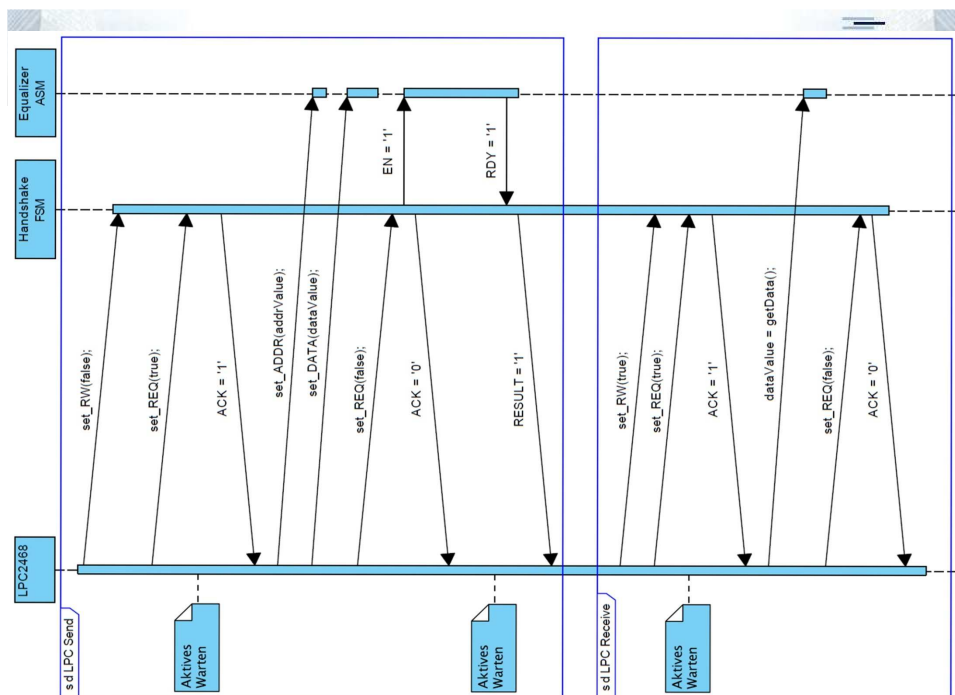 Equalizer
ASM
Handshake
FSM
LPC2468
s d LPC Send
set_RW(false);
set_REQ(true);
ACK = '1'
set_ADDR(addrValue);
set_DATA(dataValue);
set_REQ(false);
EN = '1'
ACK = '0'
RDY = '1'
RESULT = '1'
Aktives
Warten
Aktives
Warten
s d LPC Receive
set_RW(true);
set_REQ(true);
ACK = '1'
dataValue = getData();
set_REQ(false);
ACK = '0'
Aktives
Warten